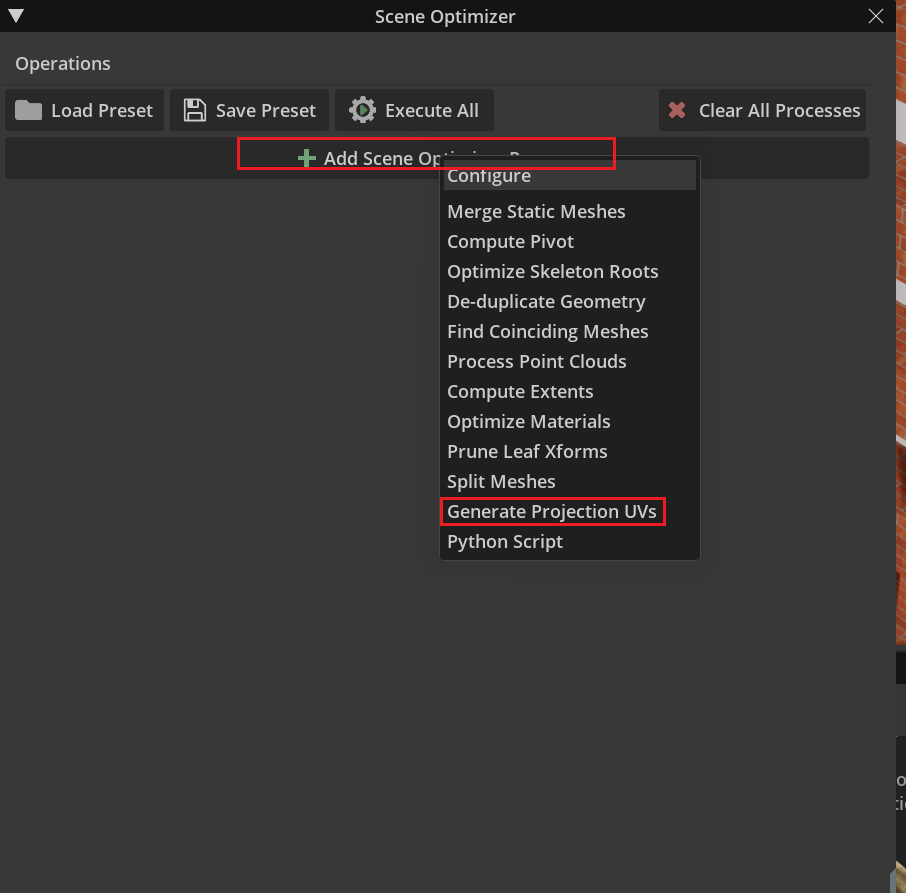 Scene Optimizer
Operations
Load Preset
Save Preset
Execute All
Clear All Processes
Add Scene
Configure
Merge Static Meshes
Compute Pivot
Optimize Skeleton Roots
De-duplicate Geometry
Find Coinciding Meshes
Process Point Clouds
Compute Extents
Optimize Materials
Prune Leaf Xforms
Split Meshes
Generate Projection UVs
Python Script